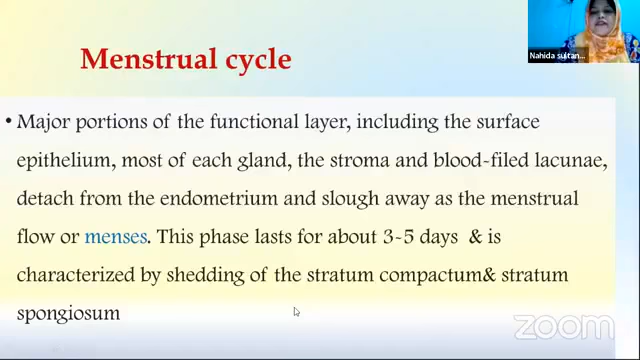 Nahida sultan...
Menstrual cycle
• Major portions of the functional layer, including the surface
epithelium, most of each gland, the stroma and blood-filed lacunae,
detach from the endometrium and slough away as the menstrual
flow or menses. This phase lasts for about 3-5 days & is
characterized by shedding of the stratum compactum& stratum
spongiosum
zoom